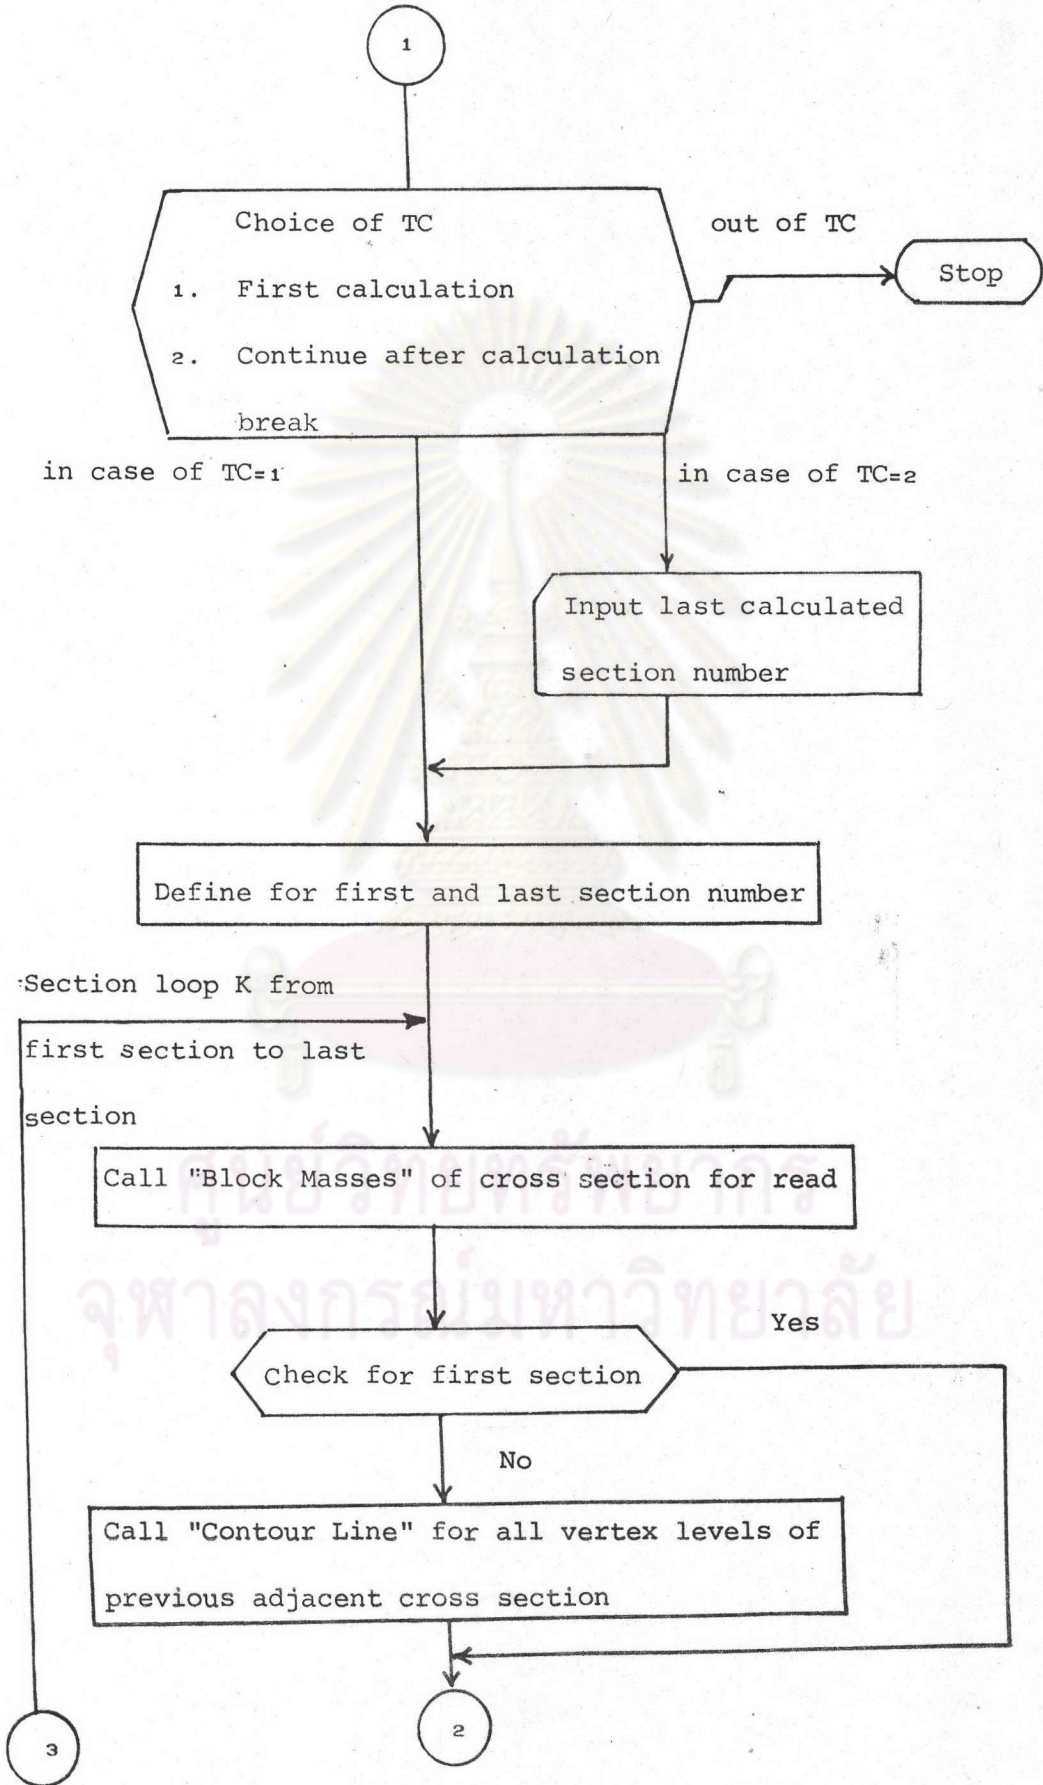 1
Choice of TC
out of TC
Stop
1. First calculation
2. Continue after calculation
break
in case of TC=1
in case of TC=2
Input last calculated
section number
Define for first and last section number
Section loop K from
first section to last
section
Call "Block Masses" of cross section for read
ศูนย์วิทยทรัพยากร
จุฬาลงกรณ์มหาวิทยาลัย
Yes
Check for first section
No
Call "Contour Line" for all vertex levels of
previous adjacent cross section
2
3